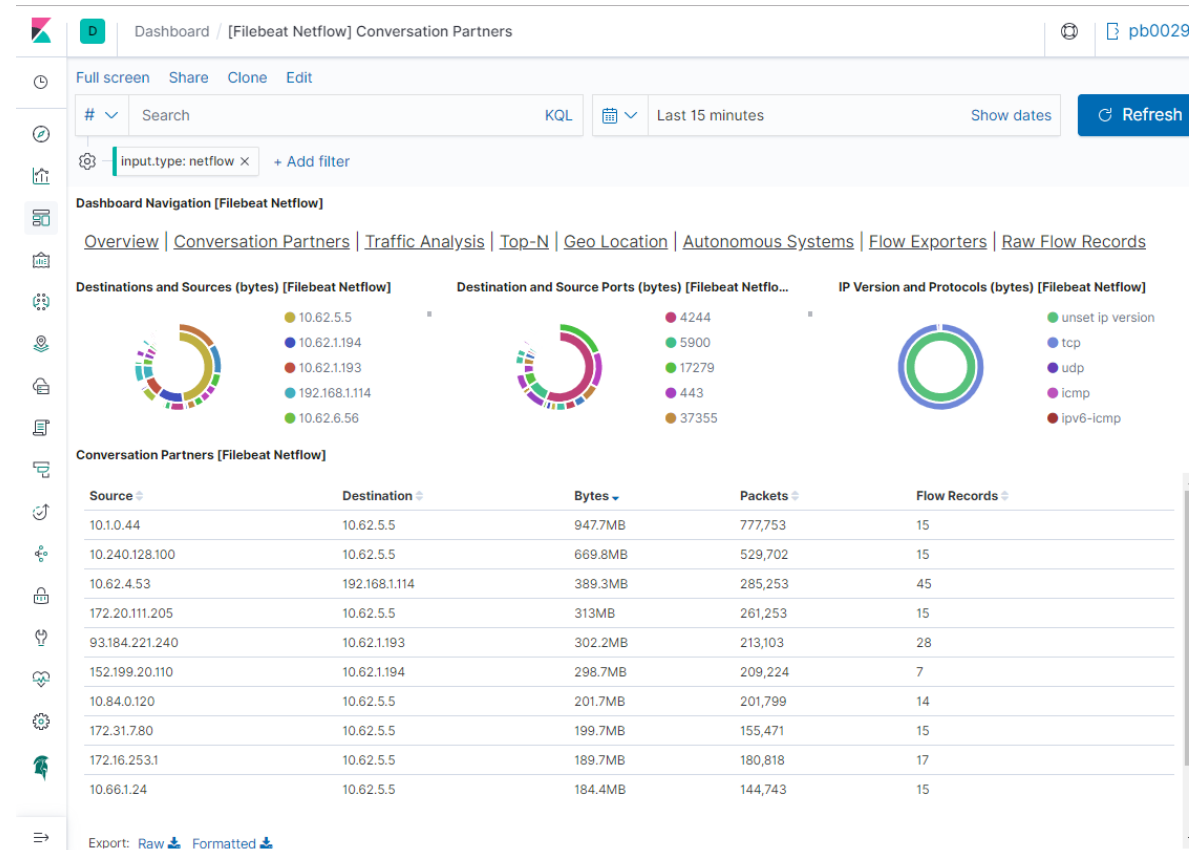 D Dashboard / [Filebeat Netflow] Conversation Partners pb0029
Full screen Share Clone Edit
# Search KQL Last 15 minutes Show dates Refresh
input.type: netflow × + Add filter
Dashboard Navigation [Filebeat Netflow]
Overview | Conversation Partners | Traffic Analysis | Top-N | Geo Location | Autonomous Systems | Flow Exporters | Raw Flow Records
Destinations and Sources (bytes) [Filebeat Netflow]
10.62.5.5
10.62.1.194
10.62.1.193
192.168.1.114
10.62.6.56
Destination and Source Ports (bytes) [Filebeat Netflo...
4244
5900
17279
443
37355
IP Version and Protocols (bytes) [Filebeat Netflow]
unset ip version
tcp
udp
icmp
ipv6-icmp
Conversation Partners [Filebeat Netflow]
Source Destination Bytes Packets Flow Records
10.1.0.44 10.62.5.5 947.7MB 777,753 15
10.240.128.100 10.62.5.5 669.8MB 529,702 15
10.62.4.53 192.168.1.114 389.3MB 285,253 45
172.20.111.205 10.62.5.5 313MB 261,253 15
93.184.221.240 10.62.1.193 302.2MB 213,103 28
152.199.20.110 10.62.1.194 298.7MB 209,224 7
10.84.0.120 10.62.5.5 201.7MB 201,799 14
172.31.7.80 10.62.5.5 199.7MB 155,471 15
172.16.253.1 10.62.5.5 189.7MB 180,818 17
10.66.1.24 10.62.5.5 184.4MB 144,743 15
Export: Raw Formatted